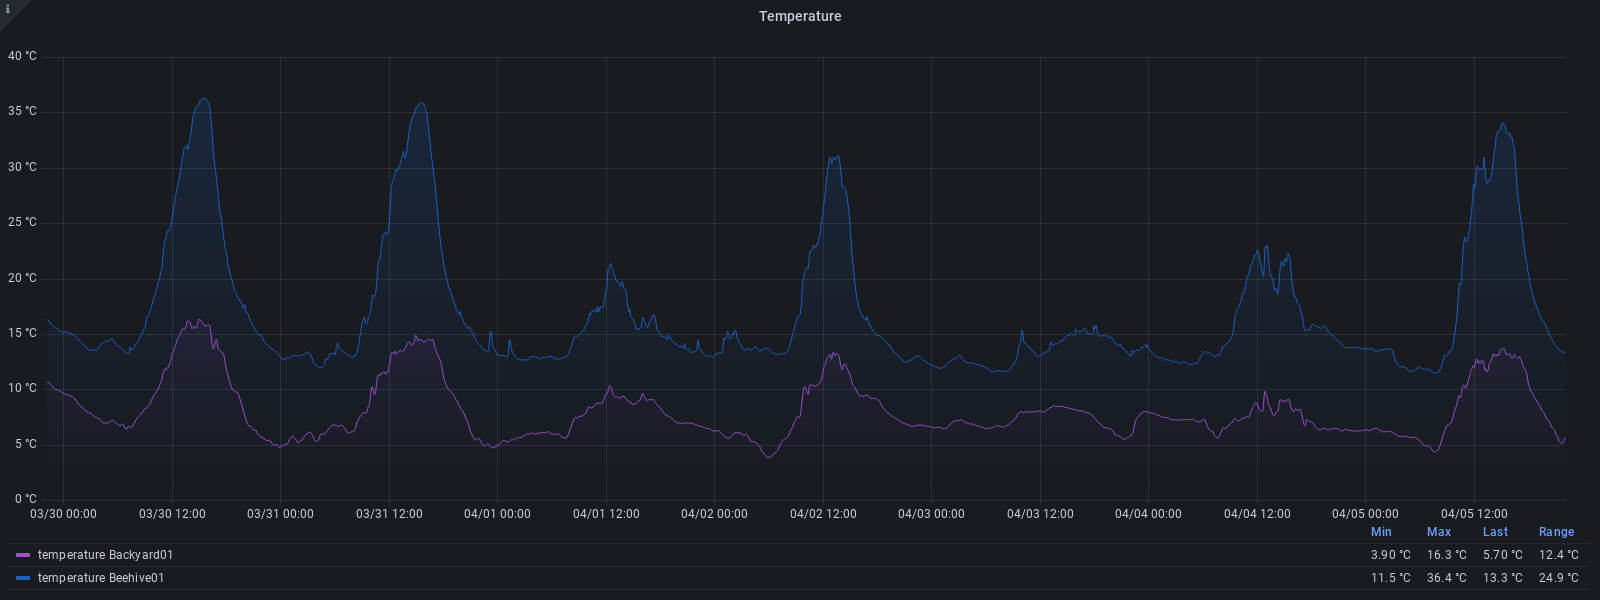 i
Temperature
40 °C
35 °C
30 °C
25 °C
20 °C
15 °C
10 °C
5 °C
0 °C
03/30 00:00 03/30 12:00 03/31 00:00 03/31 12:00 04/01 00:00 04/01 12:00 04/02 00:00 04/02 12:00 04/03 00:00 04/03 12:00 04/04 00:00 04/04 12:00 04/05 00:00 04/05 12:00
Min Max Last Range
temperature Backyard01 3.90 °C 16.3 °C 5.70 °C 12.4 °C
temperature Beehive01 11.5 °C 36.4 °C 13.3 °C 24.9 °C